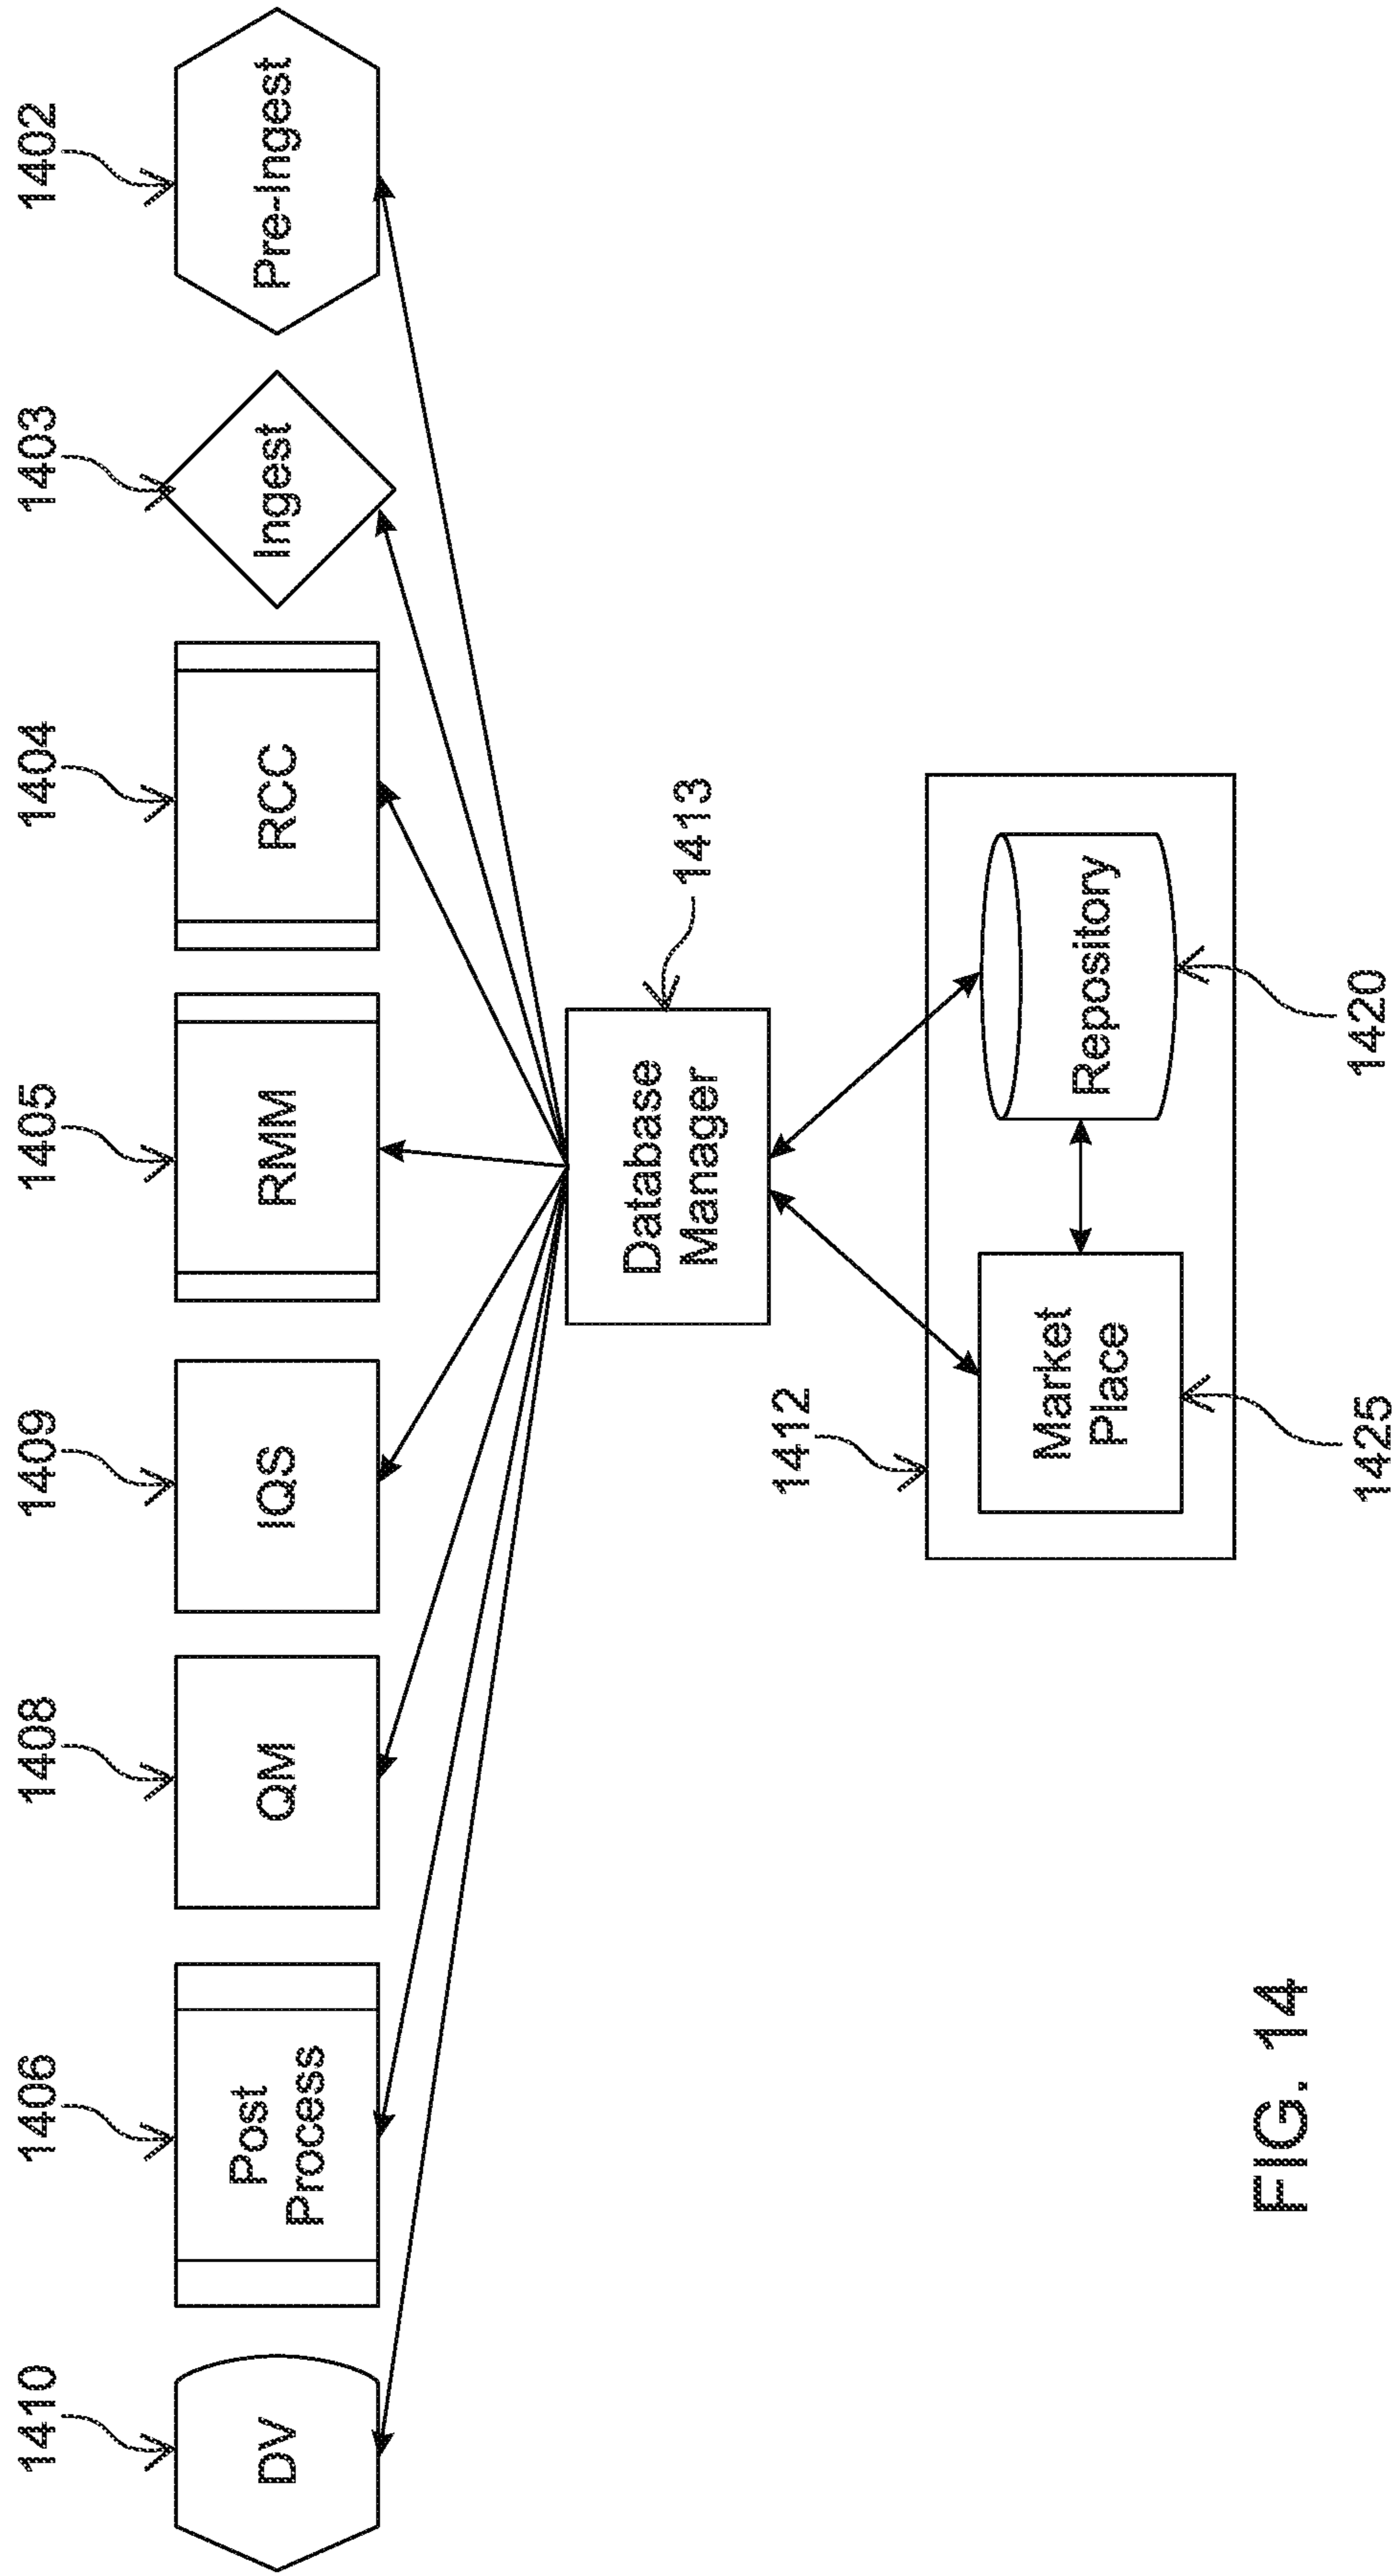 1410
1406
1408
1409
1405
1404
1403
1402
DV
Post
Process
QM
IQS
RMM
RCC
Ingest
Pre-Ingest
Database
Manager
1413
1412
Market
Place
Repository
1425
1420
FIG. 14